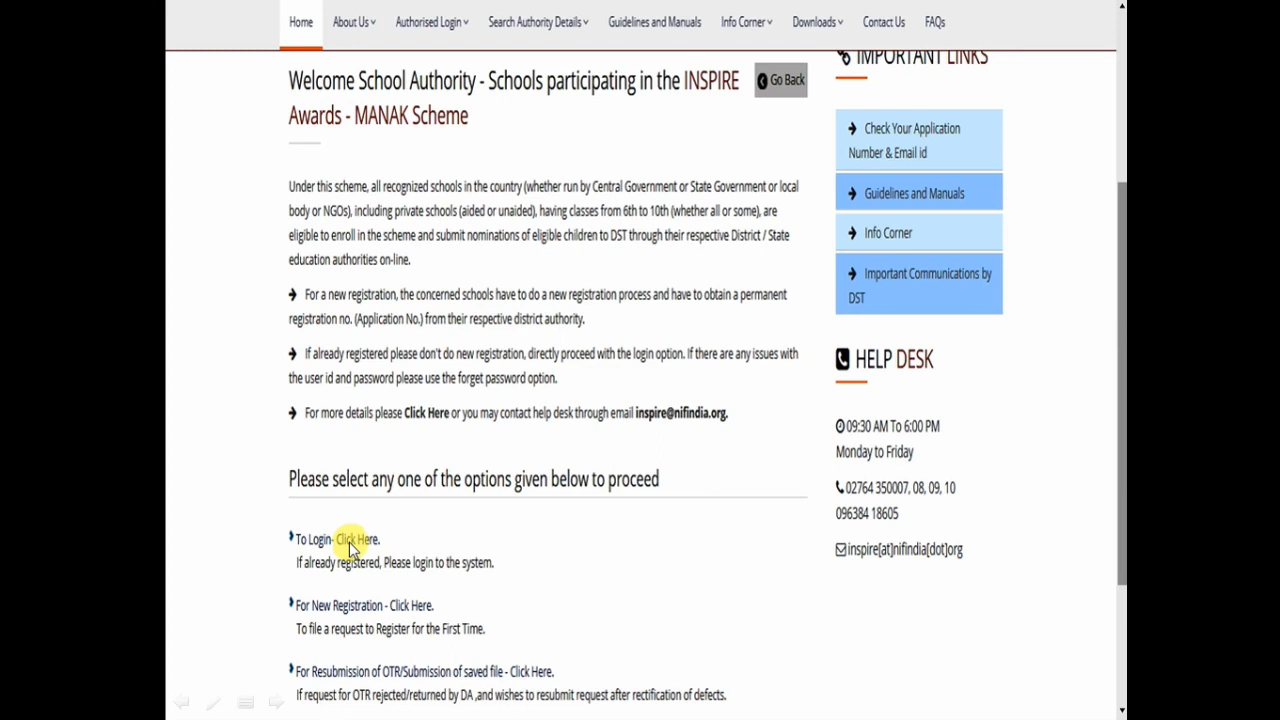 Home About Us Authorised Login Search Authority Details Guidelines and Manuals Info Corner Downloads Contact Us FAQs
Welcome School Authority - Schools participating in the INSPIRE
Awards - MANAK Scheme
Go Back
Under this scheme, all recognized schools in the country (whether run by Central Government or State Government or local
body or NGOs), including private schools (aided or unaided), having classes from 6th to 10th (whether all or some), are
eligible to enroll in the scheme and submit nominations of eligible children to DST through their respective District / State
education authorities on-line.
For a new registration, the concerned schools have to do a new registration process and have to obtain a permanent
registration no. (Application No.) from their respective district authority.
If already registered please don't do new registration, directly proceed with the login option. If there are any issues with
the user id and password please use the forget password option.
For more details please Click Here or you may contact help desk through email inspire@nifindia.org.
Please select any one of the options given below to proceed
To Login- Click Here.
If already registered, Please login to the system.
For New Registration - Click Here.
To file a request to Register for the First Time.
For Resubmission of OTR/Submission of saved file - Click Here.
If request for OTR rejected/returned by DA ,and wishes to resubmit request after rectification of defects.
IMPORTANT LINKS
Check Your Application
Number & Email id
Guidelines and Manuals
Info Corner
Important Communications by
DST
HELP DESK
09:30 AM To 6:00 PM
Monday to Friday
02764 350007, 08, 09, 10
096384 18605
inspire[at]nifindia[dot]org